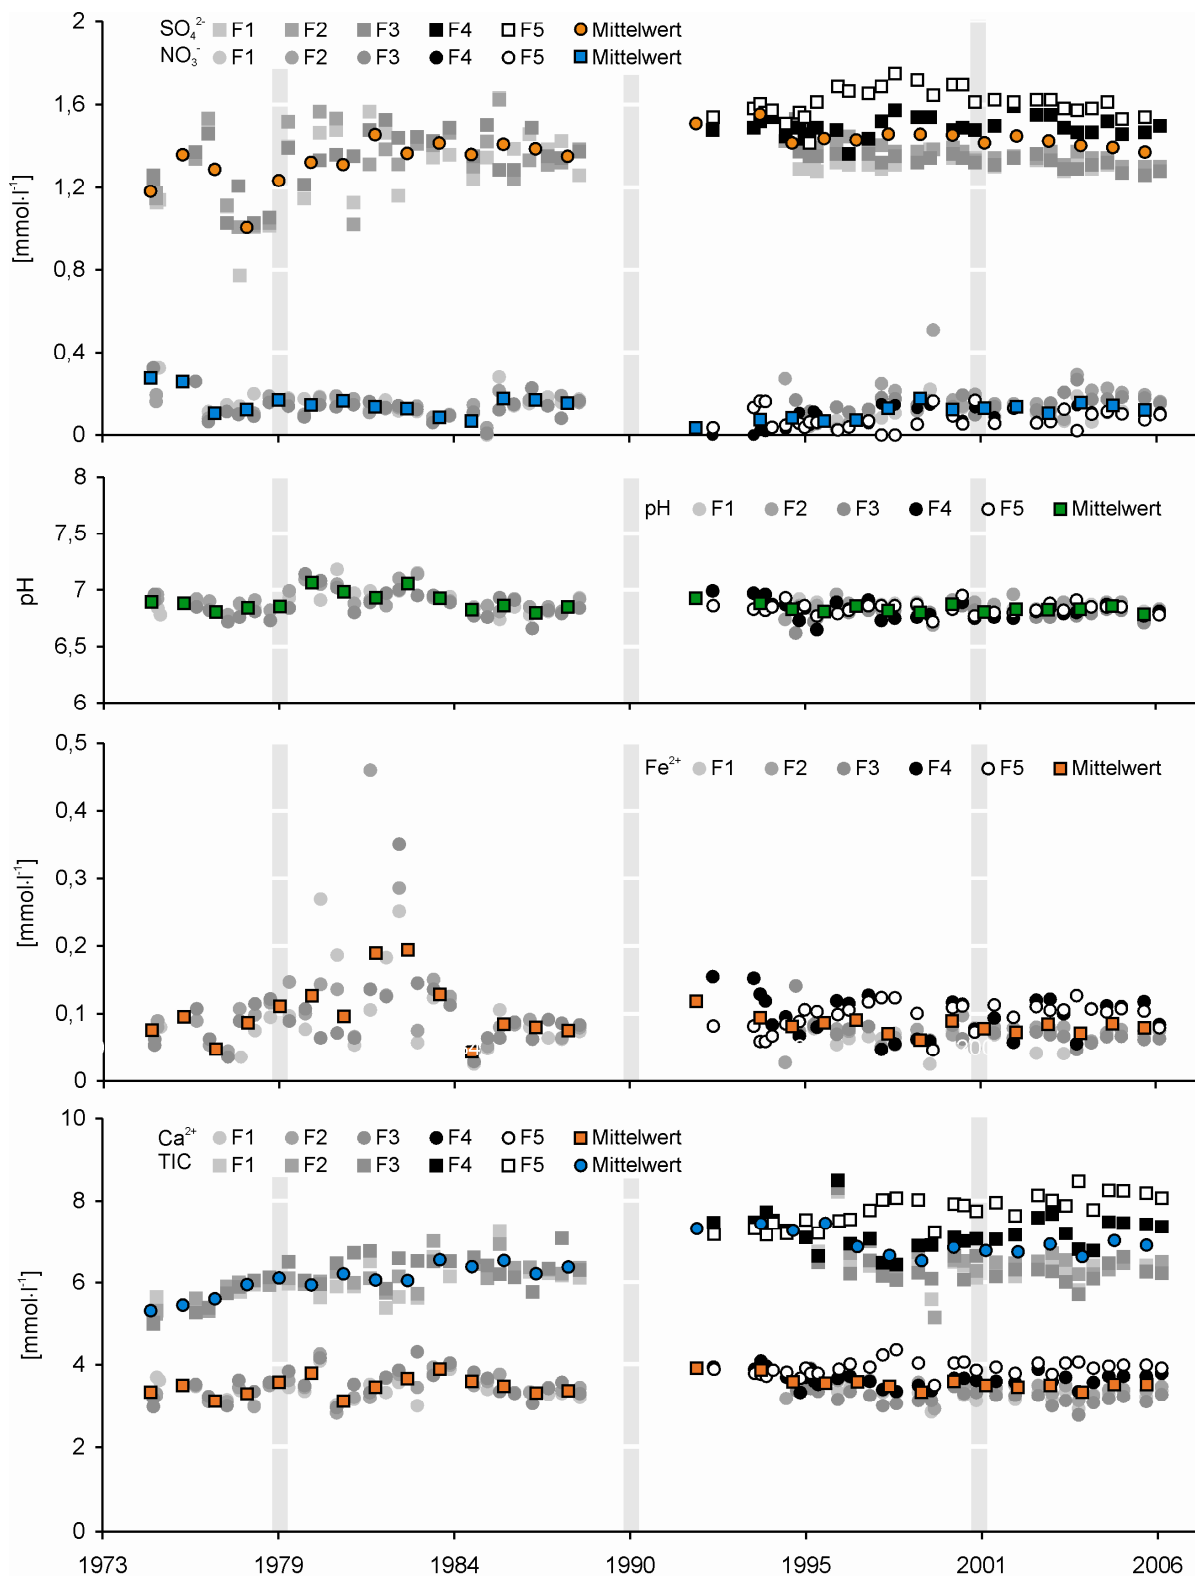 SO₄²⁻ F1 F2 F3 F4 F5 Mittelwert
NO₃⁻ F1 F2 F3 F4 F5 Mittelwert
2
1,6
1,2
0,8
0,4
0
[mmol·l⁻¹]
pH F1 F2 F3 F4 F5 Mittelwert
8
7,5
7
6,5
6
pH
Fe²⁺ F1 F2 F3 F4 F5 Mittelwert
0,5
0,4
0,3
0,2
0,1
0
[mmol·l⁻¹]
Ca²⁺ F1 F2 F3 F4 F5 Mittelwert
TIC F1 F2 F3 F4 F5 Mittelwert
10
8
6
4
2
0
[mmol·l⁻¹]
1973 1979 1984 1990 1995 2001 2006